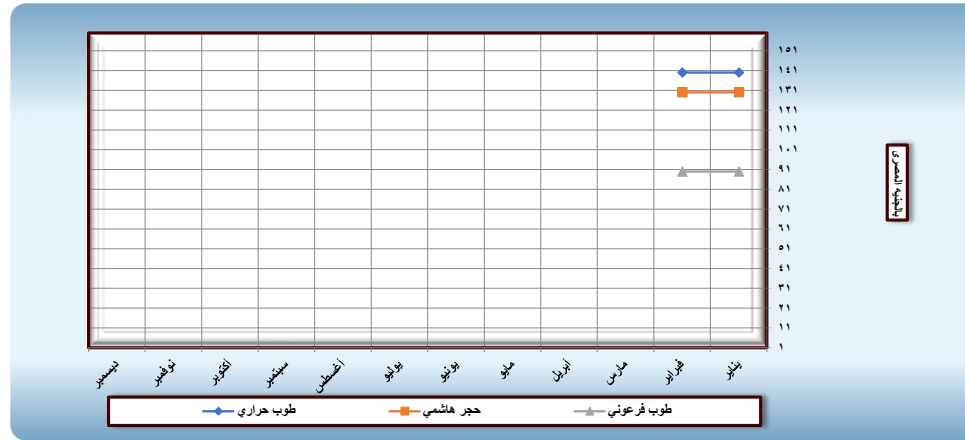 ١٥١
١٤١
١٣١
١٢١
١١١
١٠١
٩١
٨١
٧١
٦١
٥١
٤١
٣١
٢١
١١
١
بالجنيه المصرى
يناير
فبراير
مارس
أبريل
مايو
يونيو
يوليو
أغسطس
سبتمبر
أكتوبر
نوفمبر
ديسمبر
طوب فرعوني
حجر هاشمي
طوب حراري